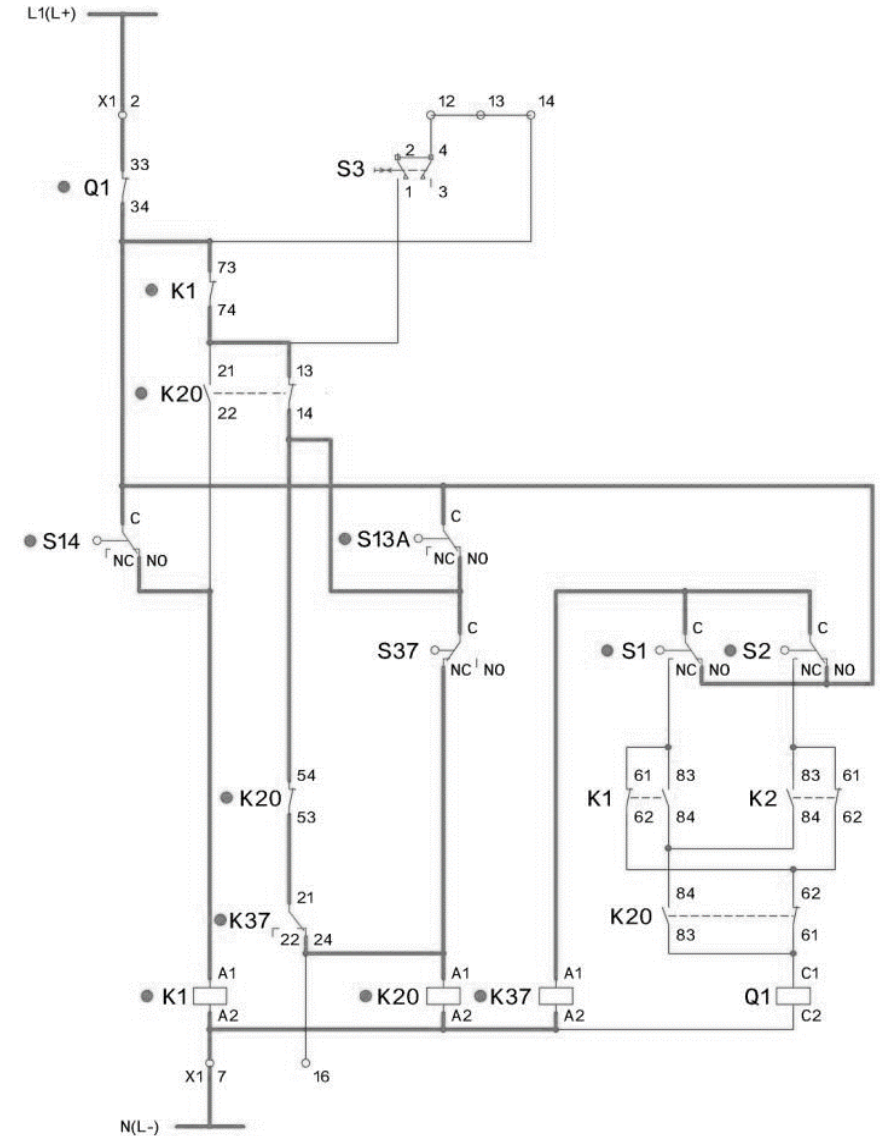 L1(L+)
X1 2
12 13 14
33
Q1
34
2 4
S3
1 3
73
K1
74
21 13
K20
22 14
C C
S14 S13A
NC NO NC NO
C C C
S37 S1 S2
NC NO NC NO NC NO
54 61 83 83 61
K20 K1 K2
53 62 84 84 62
21 84 62
K37 K20
22 24 83 61
A1 A1 A1 C1
K1 K20 K37 Q1
A2 A2 A2 C2
X1 7 16
N(L-)